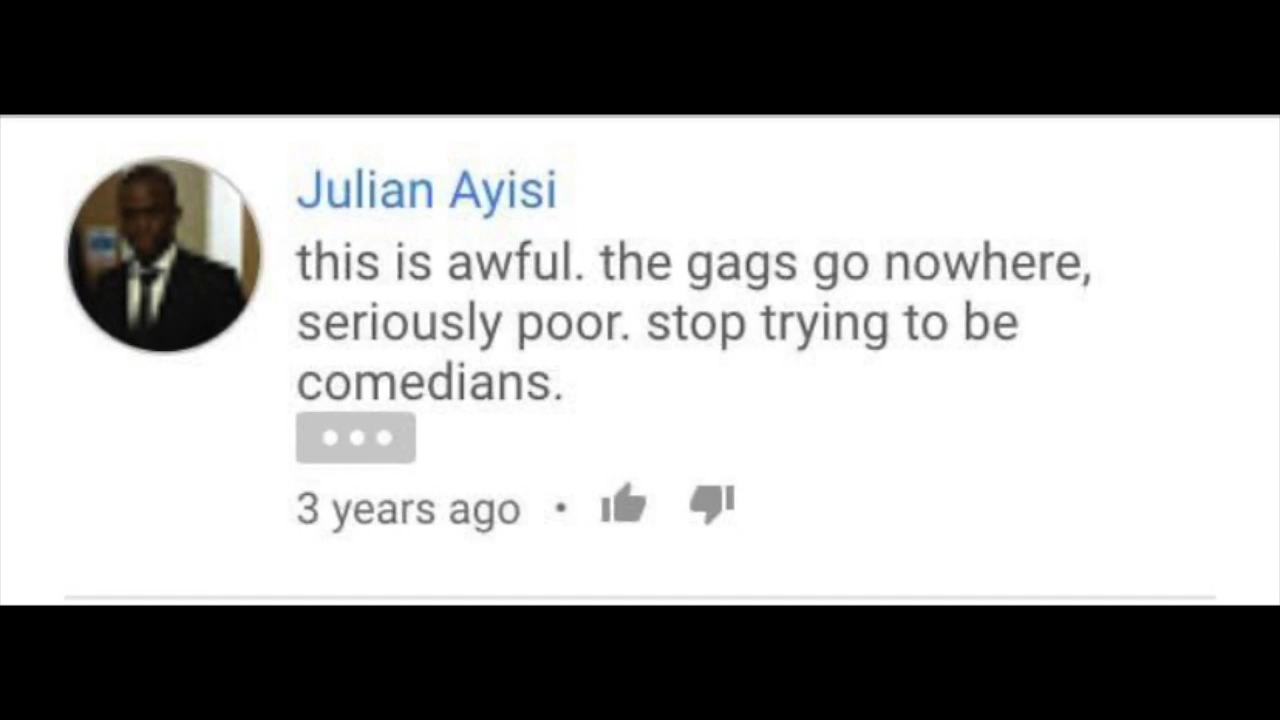 Julian Ayisi
this is awful. the gags go nowhere,
seriously poor. stop trying to be
comedians.
3 years ago •